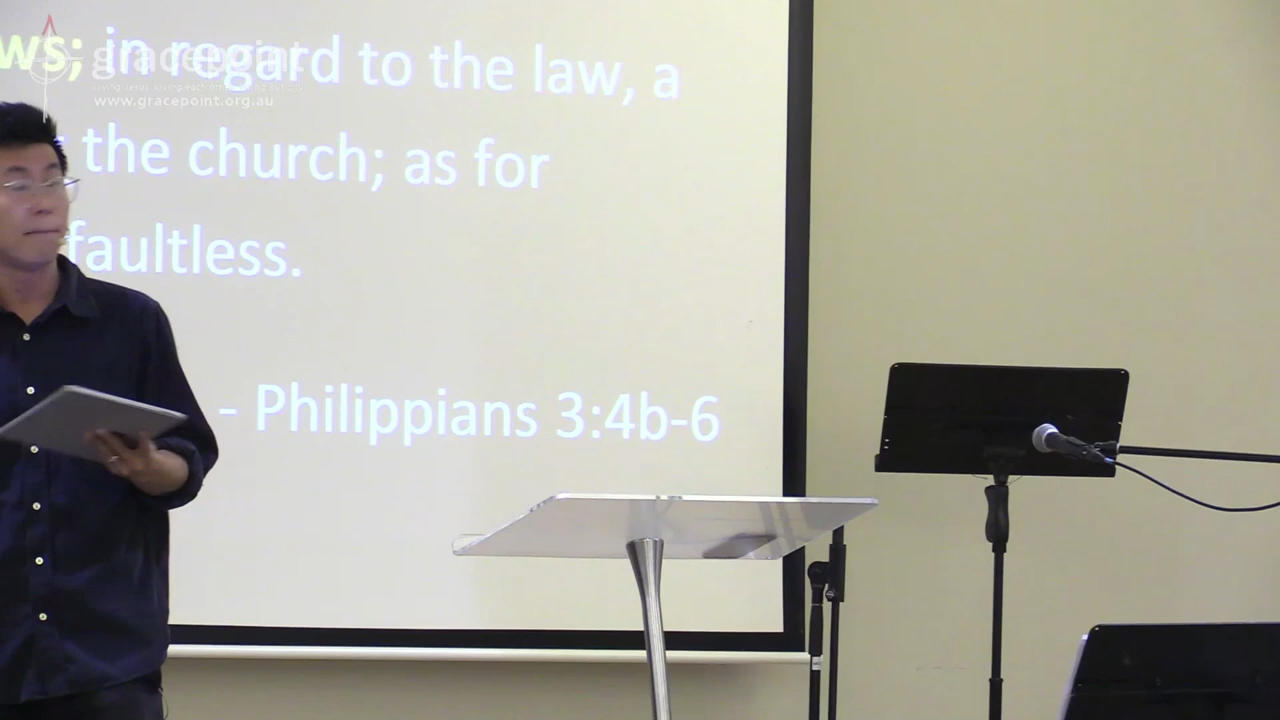 ws; in regard to the law, a
gracepoint
www.gracepoint.org.au
the church; as for
faultless.
- Philippians 3:4b-6